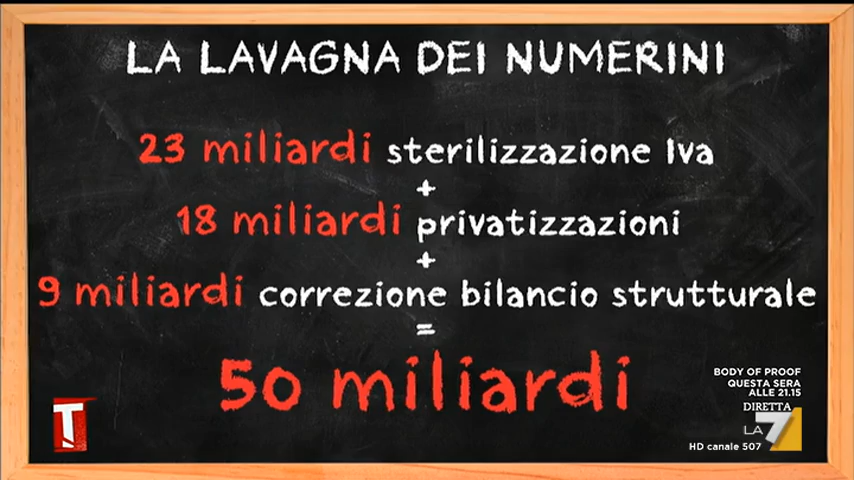 LA LAVAGNA DEI NUMERINI
23 miliardi sterilizzazione Iva
+
18 miliardi privatizzazioni
+
9 miliardi correzione bilancio strutturale
=
50 miliardi
T
BODY OF PROOF
QUESTA SERA
ALLE 21.15
DIRETTA
LA 7
HD canale 507